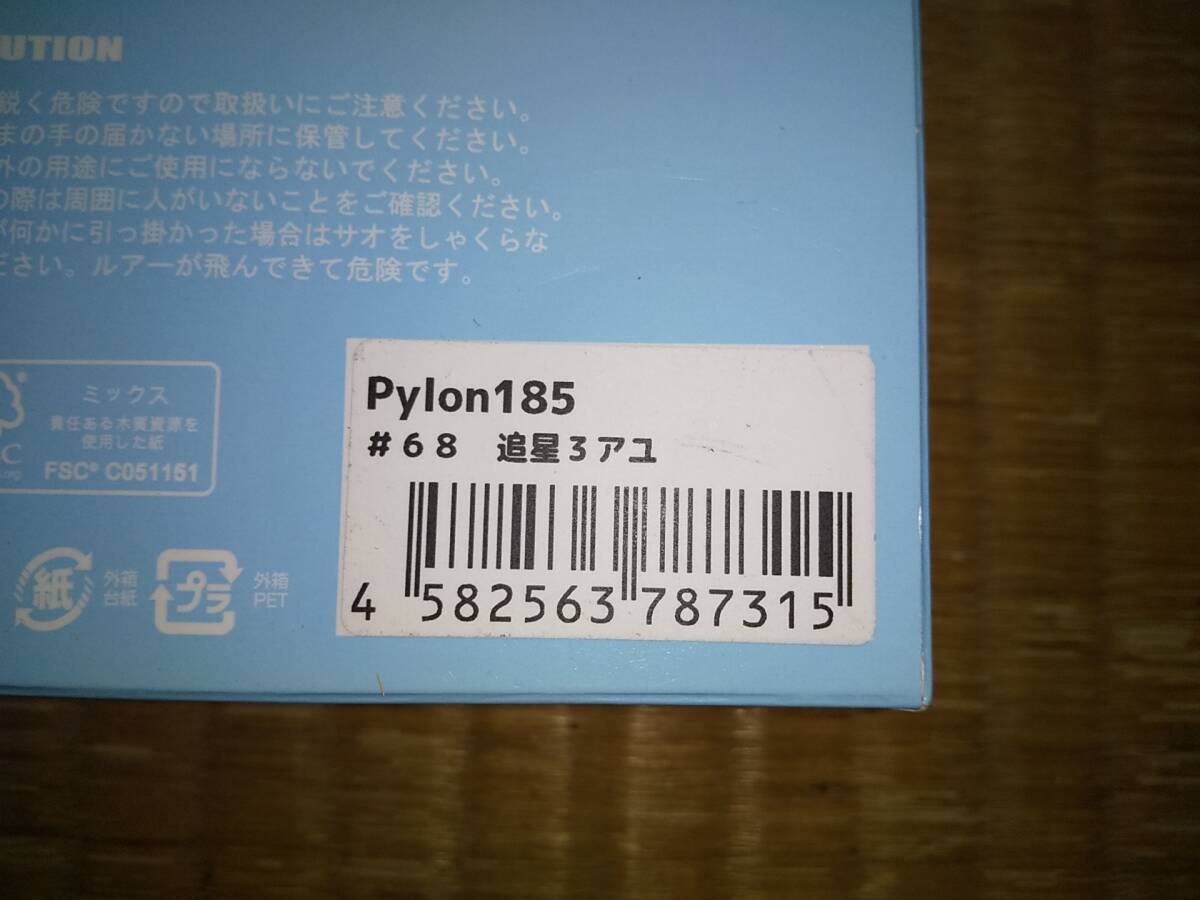 UTION
鋭く危険ですので取扱いにご注意ください。
まの手の届かない場所に保管してください。
外の用途にご使用にならないでください。
の際は周囲に人がいないことをご確認ください。
が何かに引っ掛かった場合はサオをしゃくらな
ださい。ルアーが飛んできて危険です。
ミックス
責任ある木質資源を
使用した紙
FSC® C051151
紙
外箱
台紙
プラ
外箱
PET
Pylon185
#68 追星3アユ
4 582563 787315